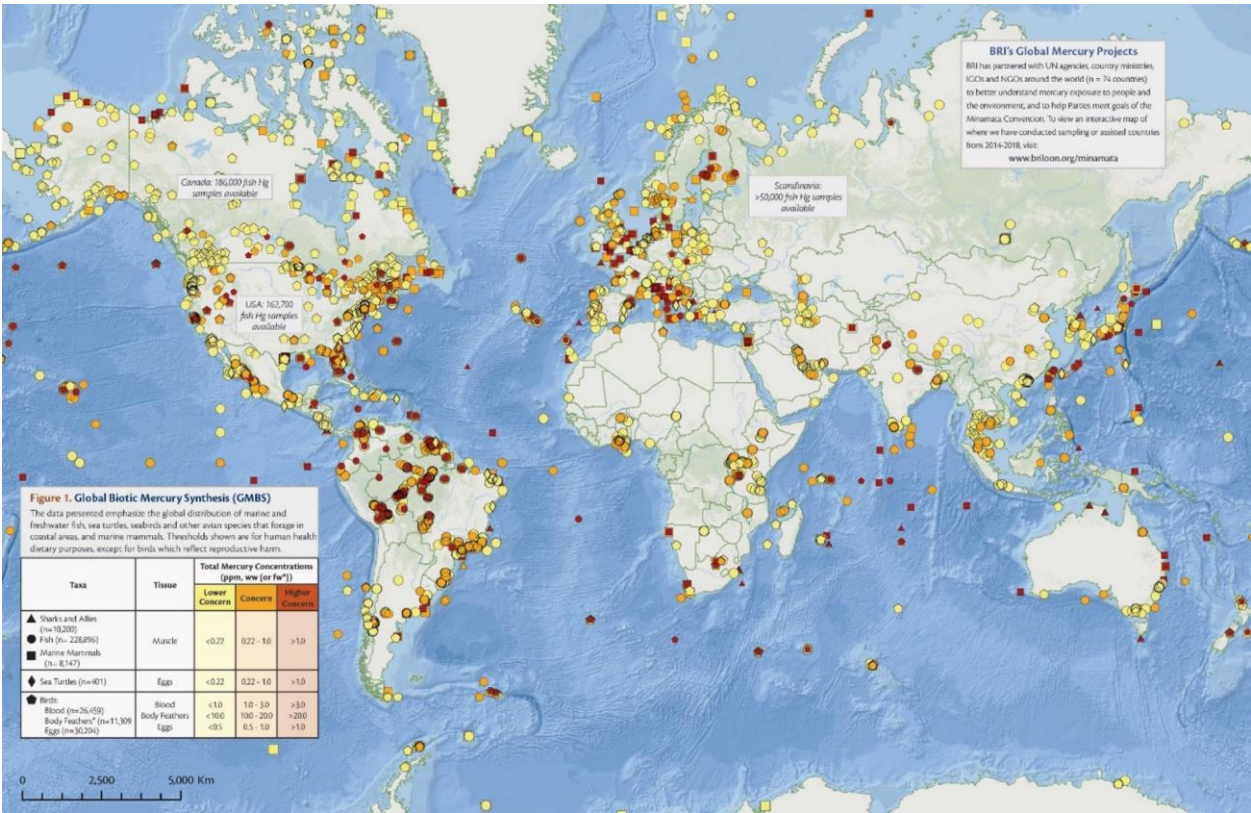 BRI's Global Mercury Projects
BRI has partnered with UN agencies, country ministries,
IGOs and NGOs around the world (n = 74 countries)
to better understand mercury exposure to people and
the environment, and to help Parties meet goals of the
Minamata Convention. To view an interactive map of
where we have conducted sampling or assisted countries
from 2014-2018, visit:
www.briloon.org/minamata
Canada: 186,000 fish Hg
samples available
Scandinavia:
>50,000 fish Hg samples
available
USA: 162,700
fish Hg samples
available
Figure 1. Global Biotic Mercury Synthesis (GMBS)
The data presented emphasize the global distribution of marine and
freshwater fish, sea turtles, seabirds and other avian species that forage in
coastal areas, and marine mammals. Thresholds shown are for human health
dietary purposes, except for birds which reflect reproductive harm.
Taxa
Tissue
Total Mercury Concentrations
(ppm, ww [or fw*])
Lower
Concern
Concern
Higher
Concern
Sharks and Allies
(n=10,200)
Fish (n= 228,896)
Marine Mammals
(n= 8,147)
Muscle
<0.22
0.22 - 1.0
>1.0
Sea Turtles (n=401)
Eggs
<0.22
0.22 - 1.0
>1.0
Birds:
Blood (n=26,459)
Body Feathers* (n=11,309
Eggs (n=30,204)
Blood
Body Feathers
Eggs
<1.0
<10.0
<0.5
1.0 - 3.0
10.0 - 20.0
0.5 - 1.0
>3.0
>20.0
>1.0
0 2,500 5,000 Km